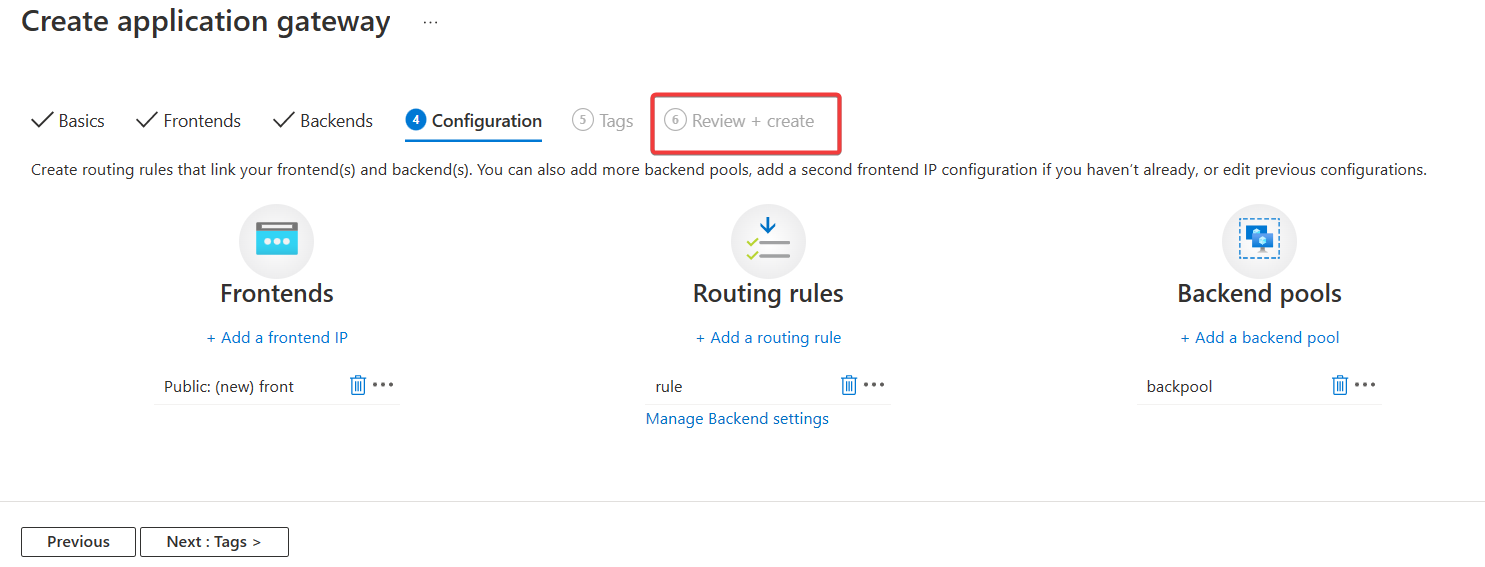 Create application gateway ...
Basics Frontends Backends 4 Configuration 5 Tags 6 Review + create
Create routing rules that link your frontend(s) and backend(s). You can also add more backend pools, add a second frontend IP configuration if you haven’t already, or edit previous configurations.
Frontends Routing rules Backend pools
+ Add a frontend IP + Add a routing rule + Add a backend pool
Public: (new) front ... rule ... backpool ...
Manage Backend settings
Previous Next : Tags >